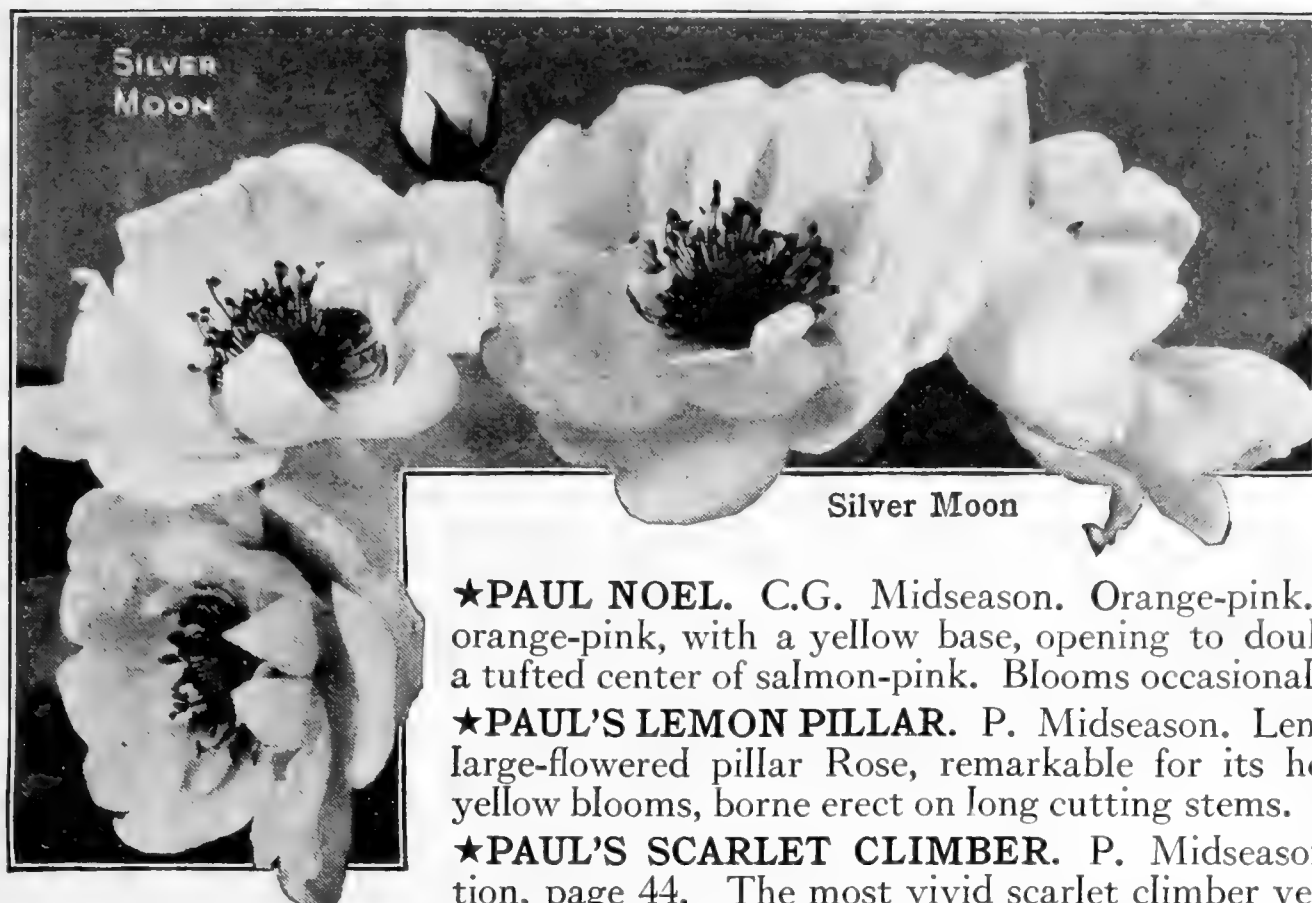 SILVER
MOON
Silver Moon
★PAUL NOEL. C.G. Midseason. Orange-pink.
orange-pink, with a yellow base, opening to
a tufted center of salmon-pink. Blooms
★PAUL'S LEMON PILLAR. P. Midseason.
large-flowered pillar Rose, remarkable for its
yellow blooms, borne erect on long cutting stems.
★PAUL'S SCARLET CLIMBER. P.
tion, page 44. The most vivid scarlet climber